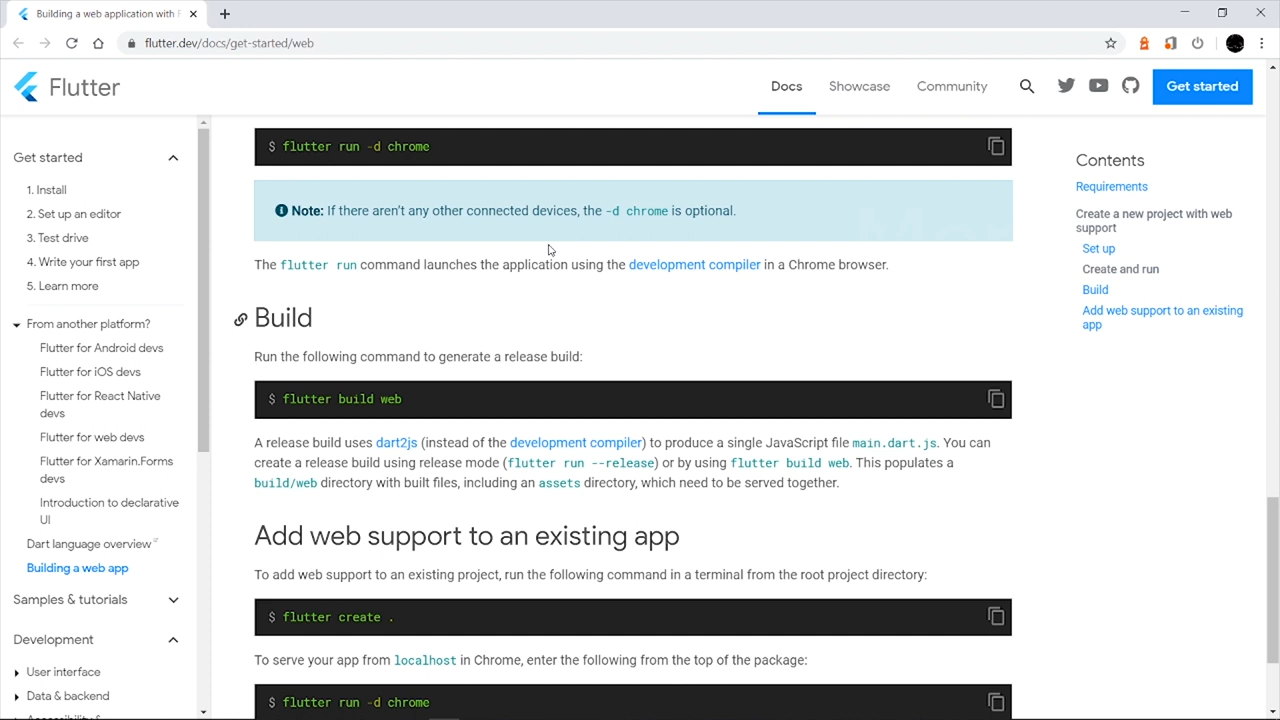 Building a web application with F
flutter.dev/docs/get-started/web
Flutter
Docs
Showcase
Community
Get started
Get started
1. Install
2. Set up an editor
3. Test drive
4. Write your first app
5. Learn more
From another platform?
Flutter for Android devs
Flutter for iOS devs
Flutter for React Native
devs
Flutter for web devs
Flutter for Xamarin.Forms
devs
Introduction to declarative
UI
Dart language overview
Building a web app
Samples & tutorials
Development
User interface
Data & backend
$ flutter run -d chrome
Note: If there aren't any other connected devices, the -d chrome is optional.
The flutter run command launches the application using the development compiler in a Chrome browser.
Build
Run the following command to generate a release build:
$ flutter build web
A release build uses dart2js (instead of the development compiler) to produce a single JavaScript file main.dart.js. You can
create a release build using release mode (flutter run --release) or by using flutter build web. This populates a
build/web directory with built files, including an assets directory, which need to be served together.
Add web support to an existing app
To add web support to an existing project, run the following command in a terminal from the root project directory:
$ flutter create .
To serve your app from localhost in Chrome, enter the following from the top of the package:
$ flutter run -d chrome
Contents
Requirements
Create a new project with web
support
Set up
Create and run
Build
Add web support to an existing
app